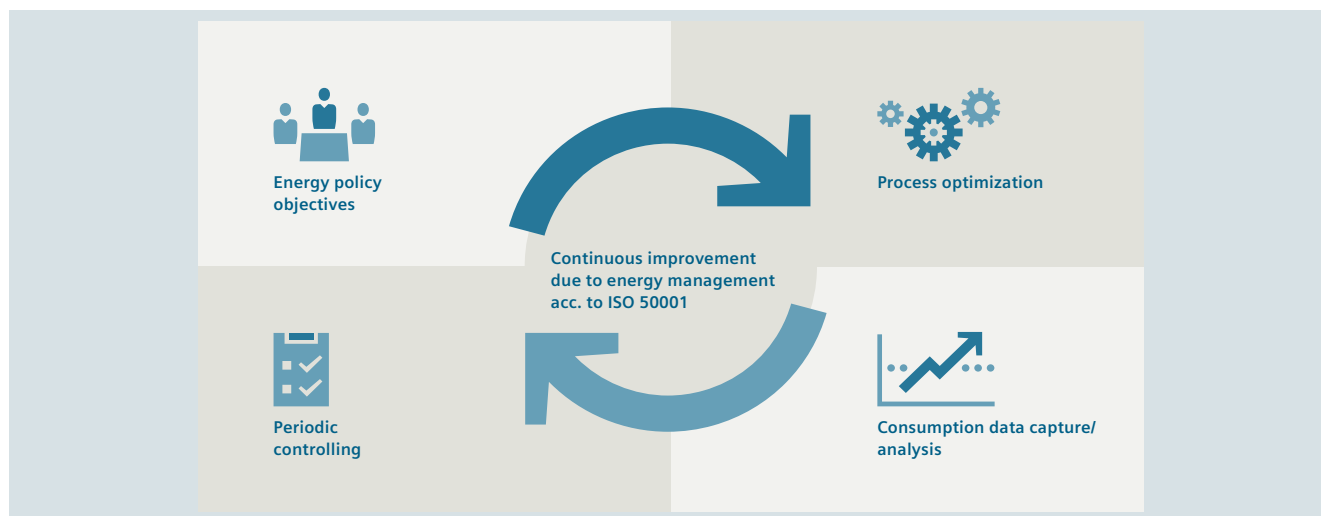 Energy policy
objectives
Process optimization
Continuous improvement
due to energy management
acc. to ISO 50001
Periodic
controlling
Consumption data capture/
analysis